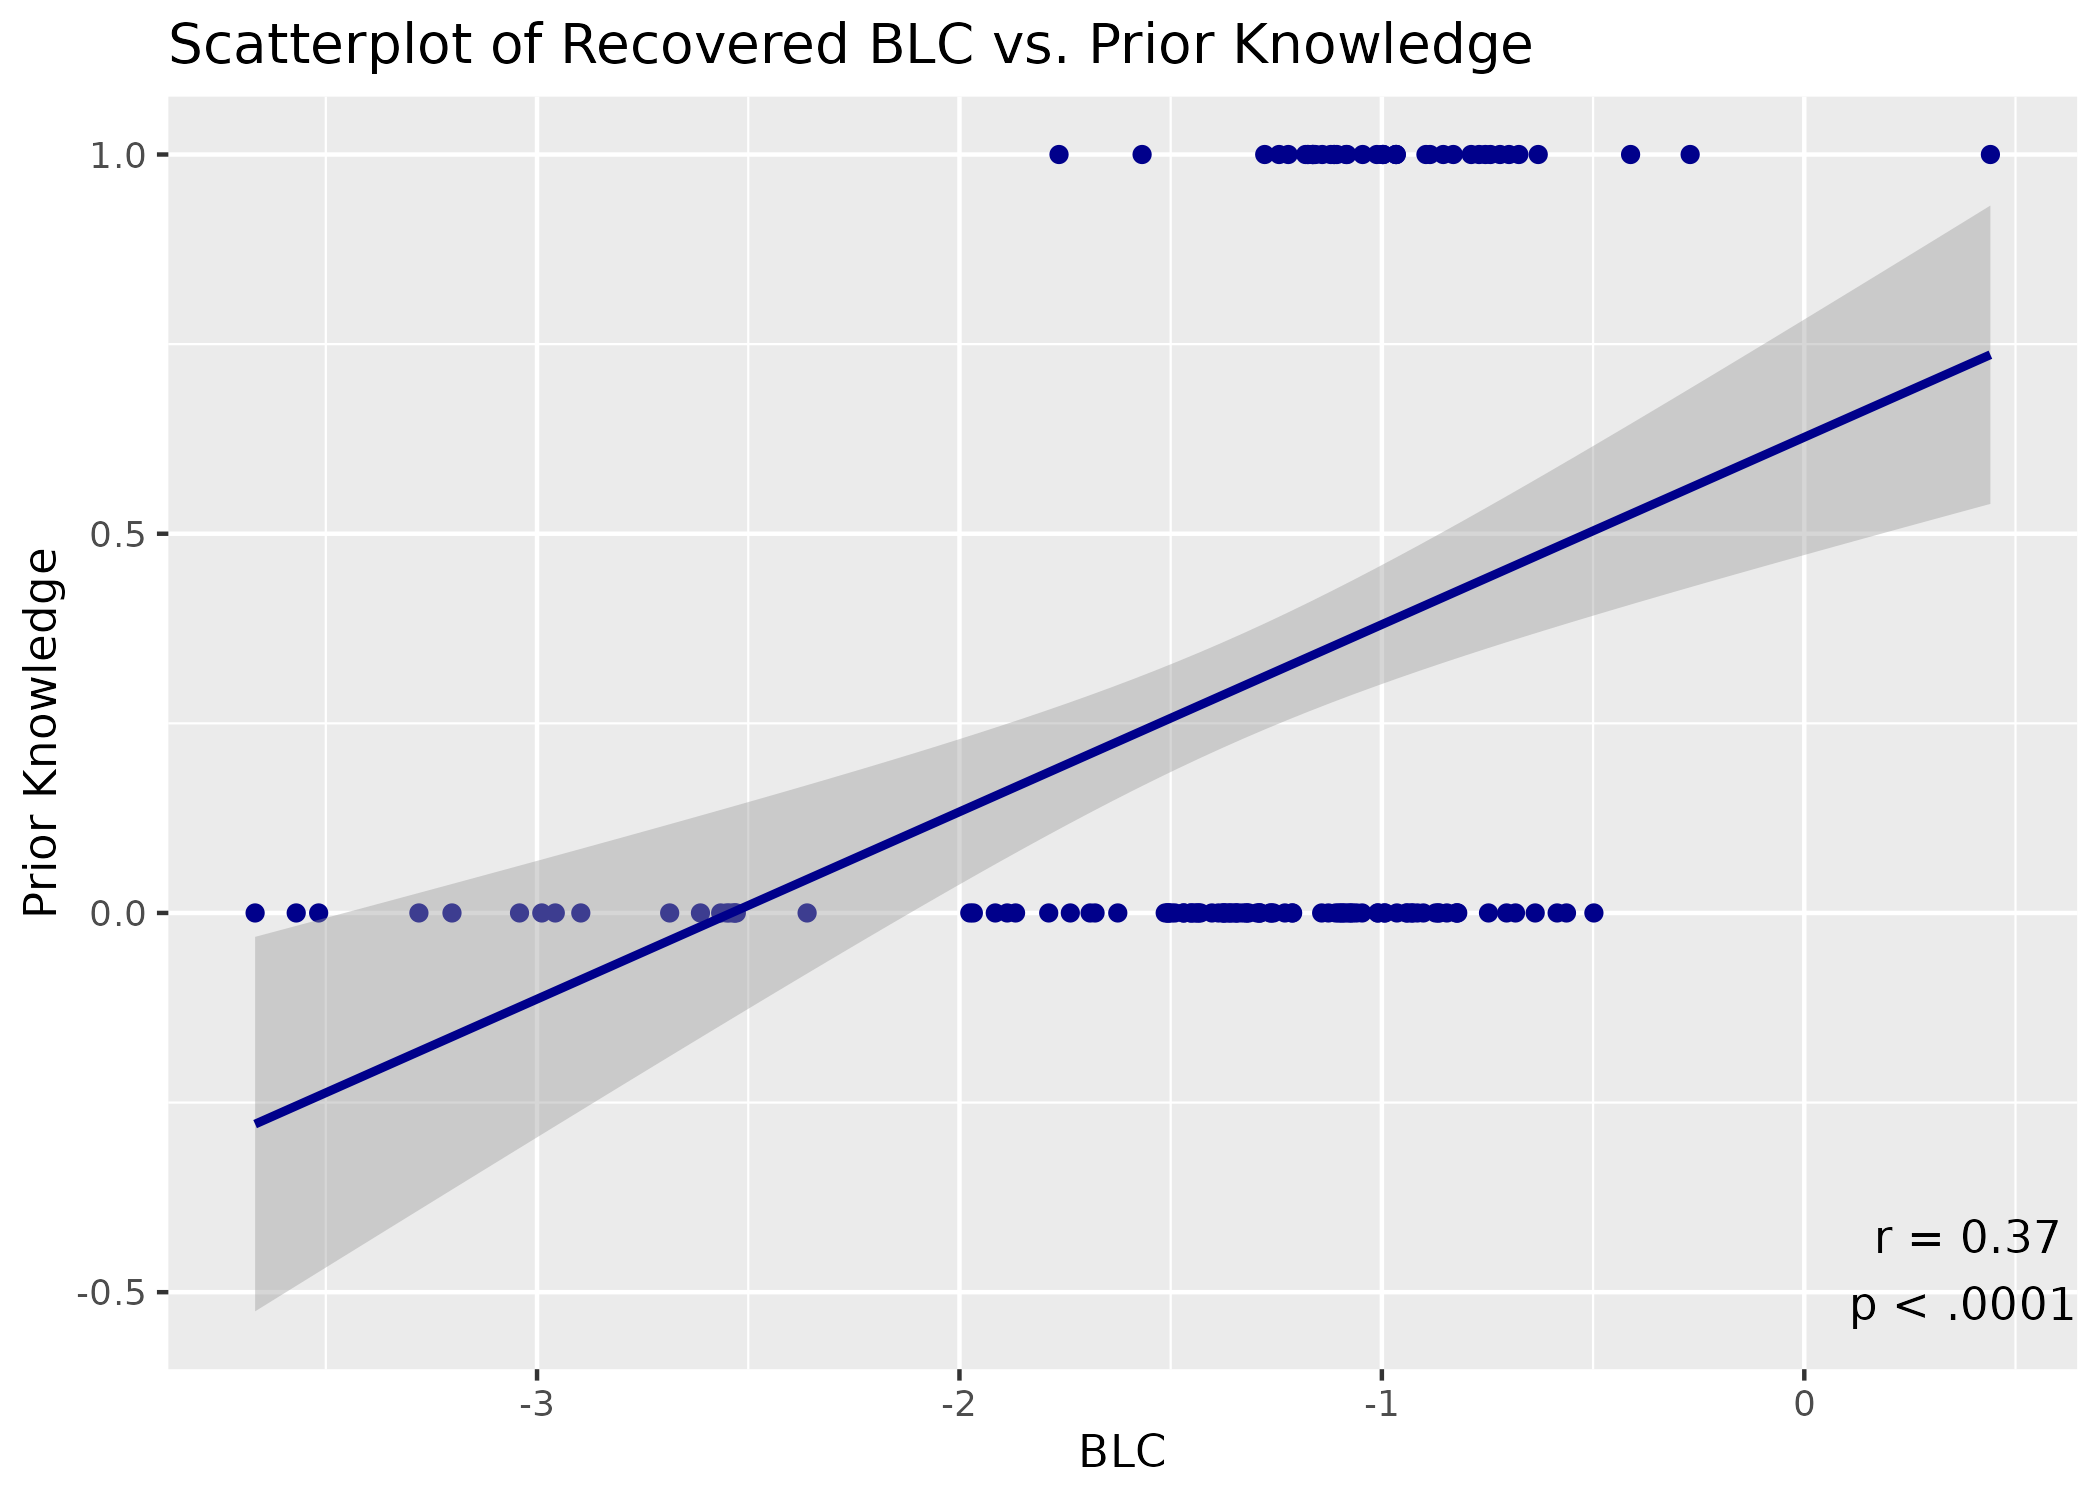 Scatterplot of Recovered BLC vs. Prior Knowledge
Prior Knowledge
1.0
0.5
0.0
-0.5
r = 0.37
p < .0001
-3
-2
-1
0
BLC